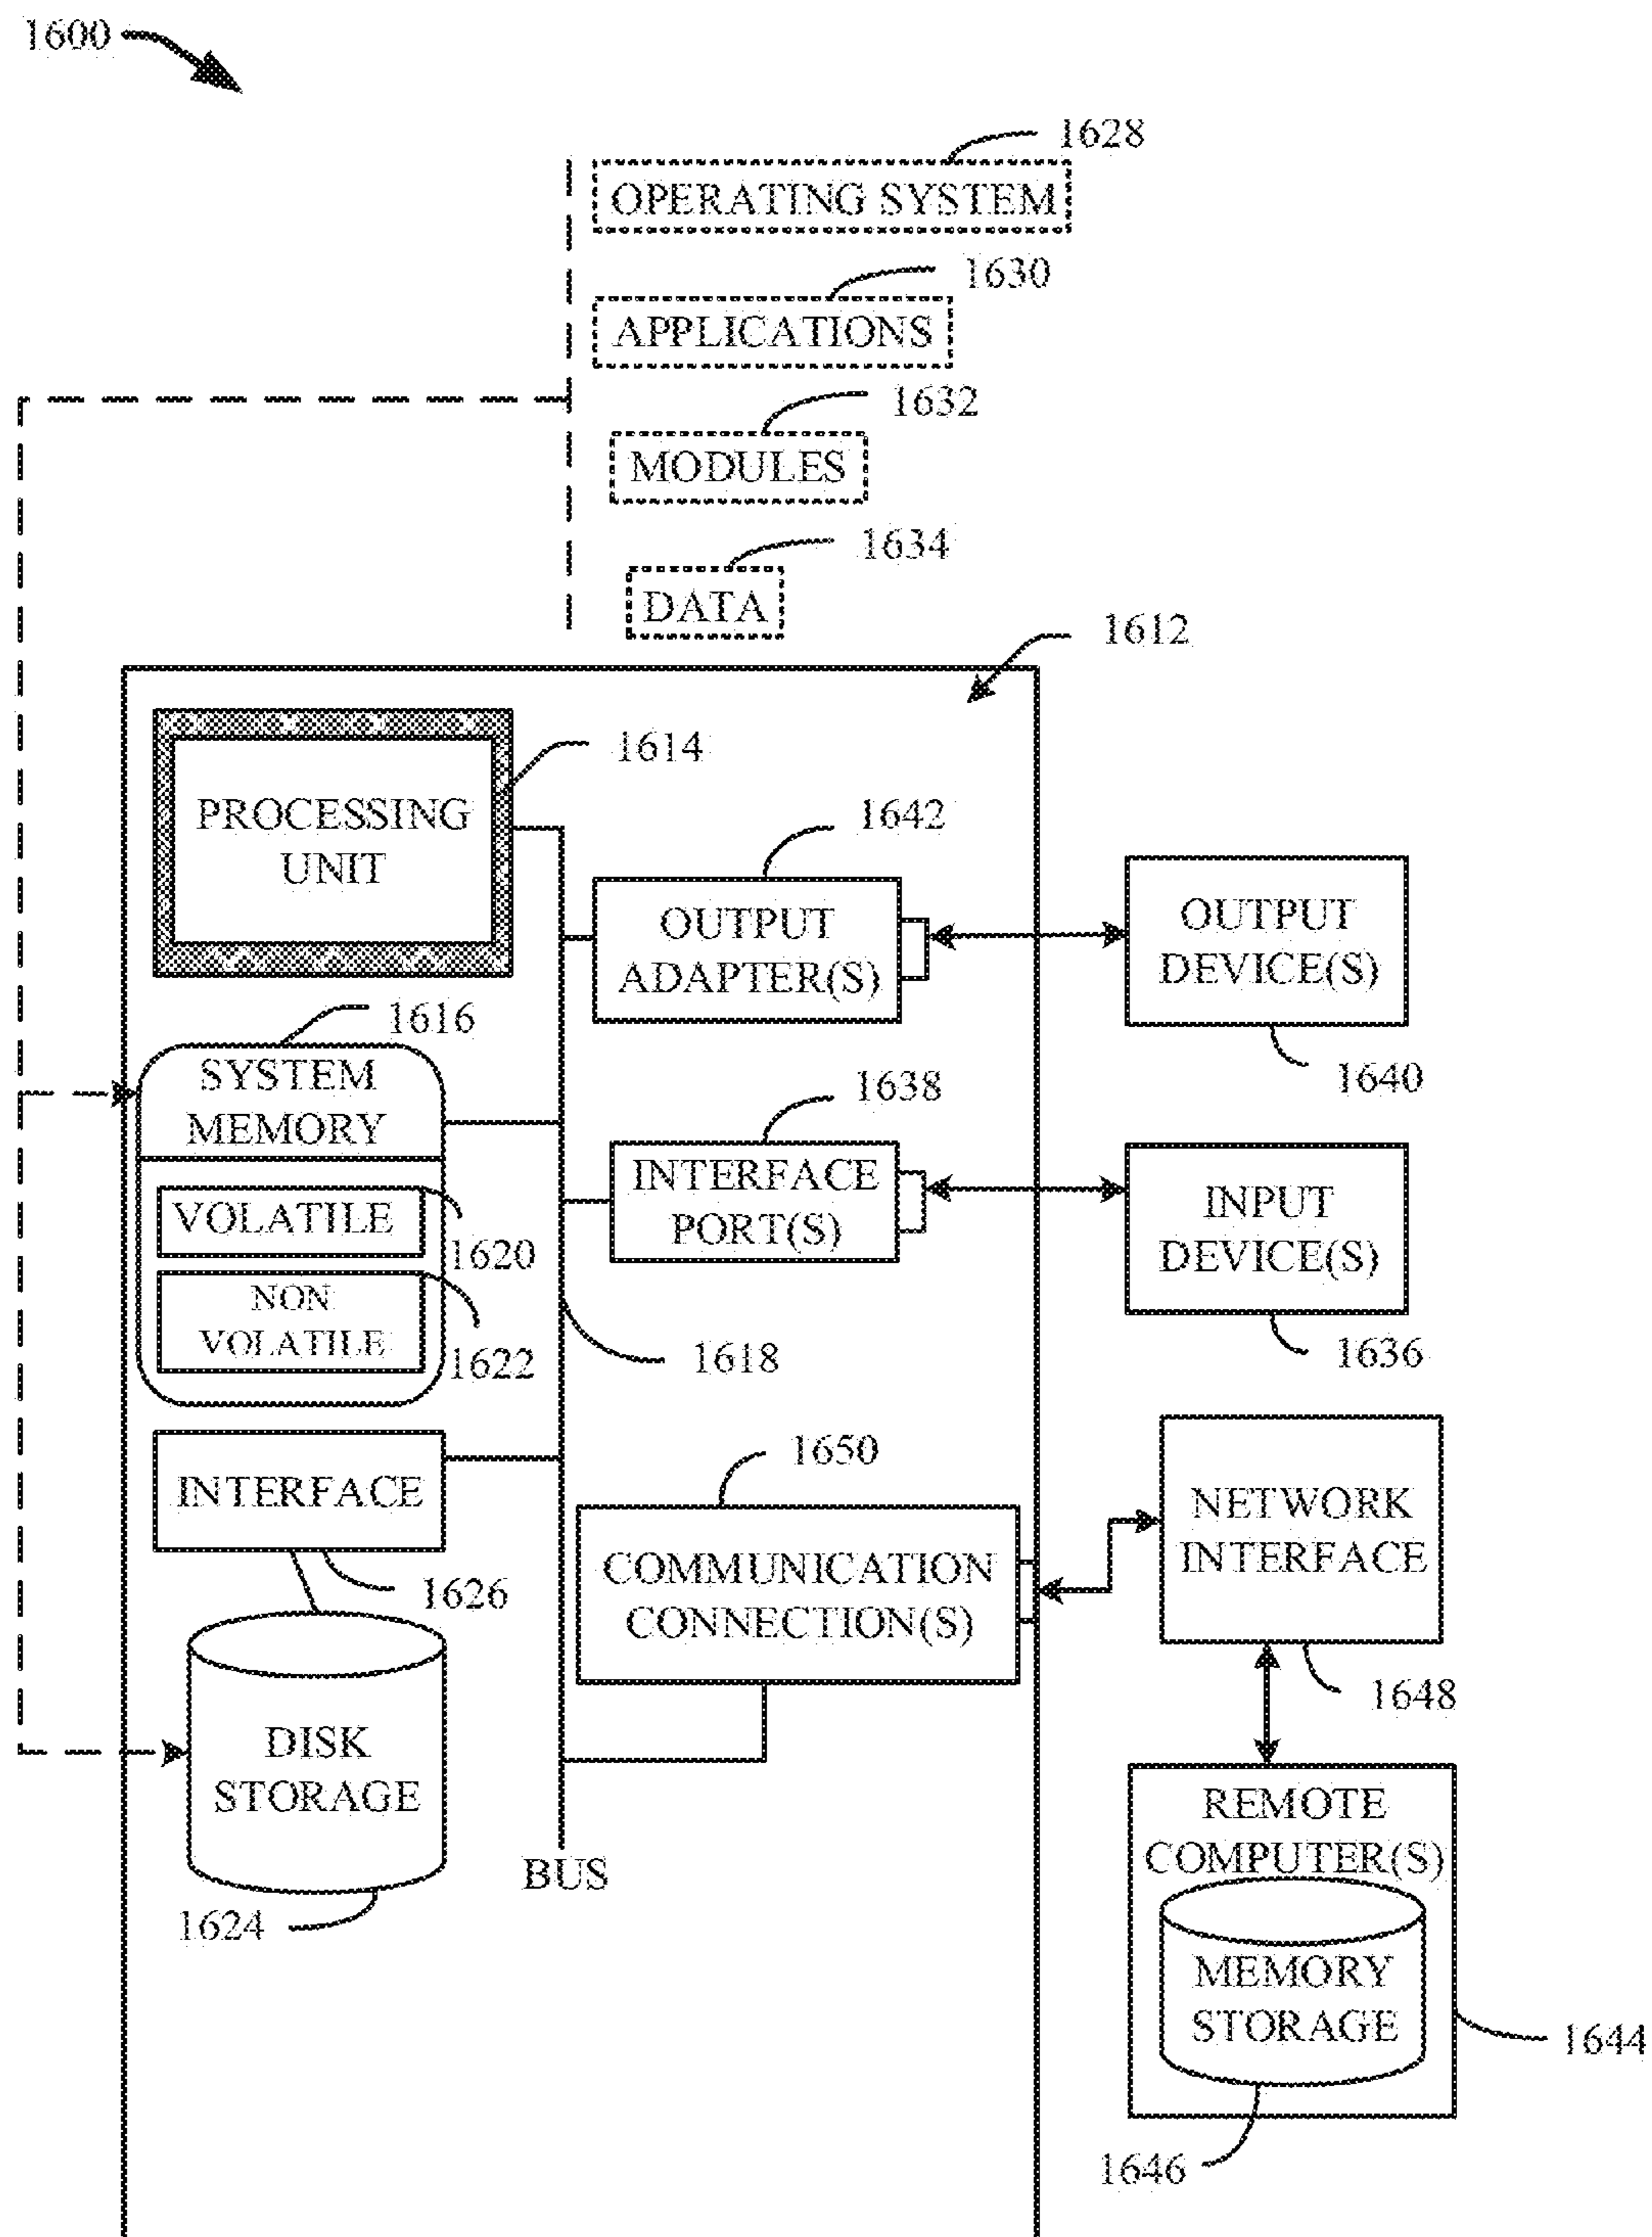 1600
1628
OPERATING SYSTEM
1630
APPLICATIONS
1632
MODULES
1634
DATA
1612
1614
PROCESSING
UNIT
1642
OUTPUT
ADAPTER(S)
OUTPUT
DEVICE(S)
1640
1616
SYSTEM
MEMORY
VOLATILE
1620
NON
VOLATILE
1622
1638
INTERFACE
PORT(S)
INPUT
DEVICE(S)
1636
1618
INTERFACE
1626
1650
COMMUNICATION
CONNECTION(S)
NETWORK
INTERFACE
1648
DISK
STORAGE
1624
BUS
REMOTE
COMPUTER(S)
MEMORY
STORAGE
1644
1646